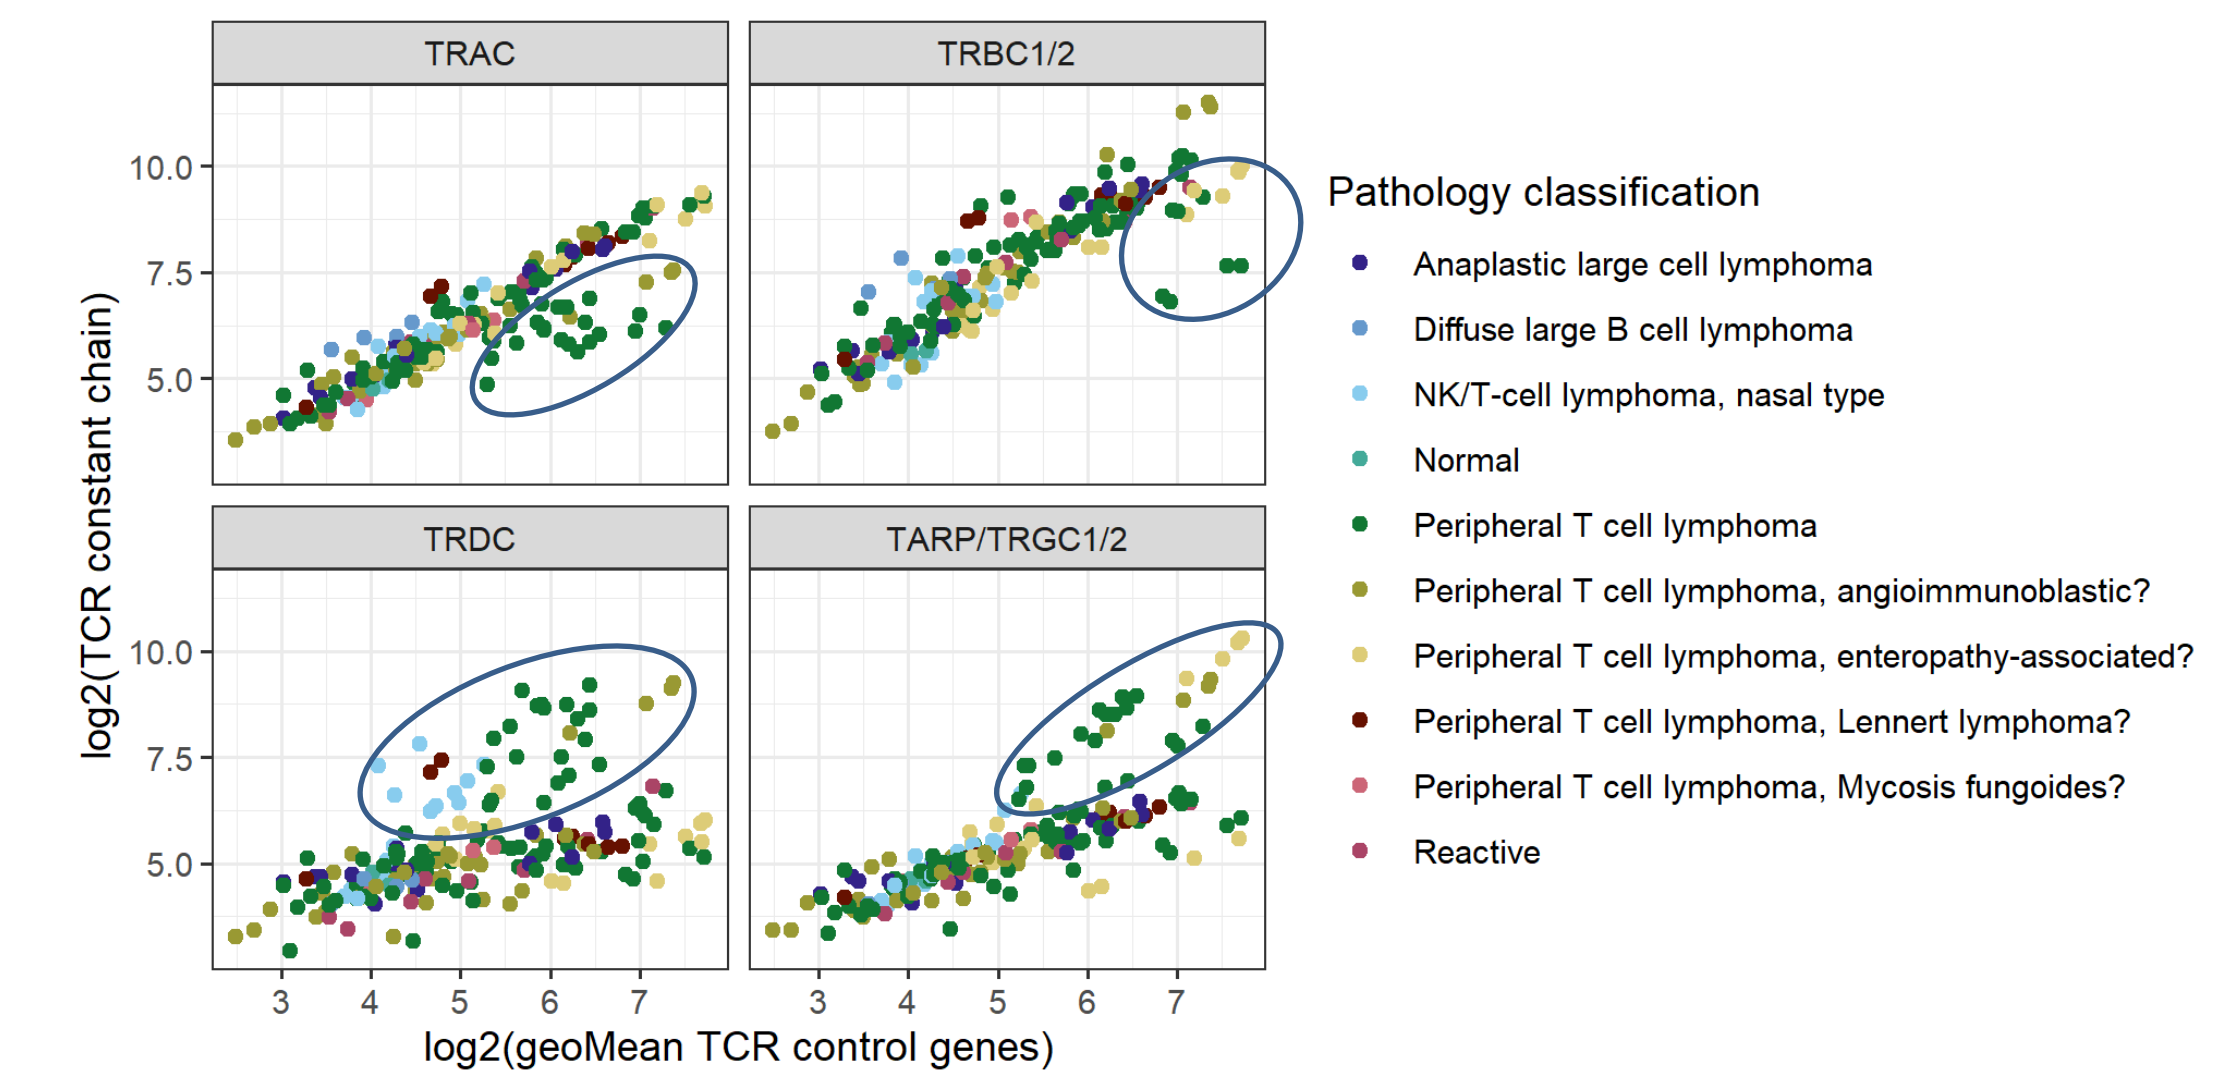 TRAC
TRBC1/2
10.0
7.5
5.0
log2(TCR constant chain)
TRDC
TARP/TRGC1/2
10.0
7.5
5.0
3 4 5 6 7
3 4 5 6 7
log2(geoMean TCR control genes)
Pathology classification
Anaplastic large cell lymphoma
Diffuse large B cell lymphoma
NK/T-cell lymphoma, nasal type
Normal
Peripheral T cell lymphoma
Peripheral T cell lymphoma, angioimmunoblastic?
Peripheral T cell lymphoma, enteropathy-associated?
Peripheral T cell lymphoma, Lennert lymphoma?
Peripheral T cell lymphoma, Mycosis fungoides?
Reactive